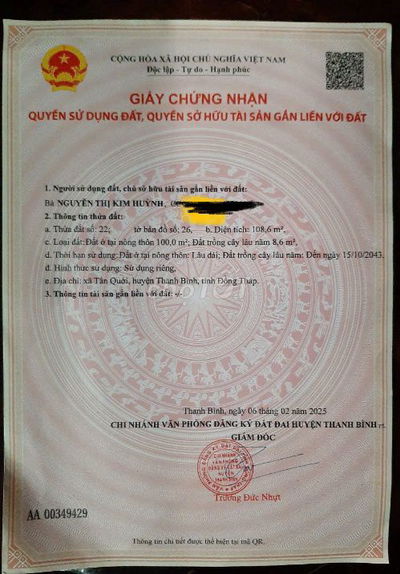 CỘNG HÒA XÃ HỘI CHỦ NGHĨA VIỆT NAM
Độc lập - Tự do - Hạnh phúc
GIẤY CHỨNG NHẬN
QUYỀN SỬ DỤNG ĐẤT, QUYỀN SỞ HỮU TÀI SẢN GẮN LIỀN VỚI ĐẤT
1. Người sử dụng đất, chủ sở hữu tài sản gắn liền với đất:
Bà NGUYỄN THỊ KIM HUỲNH,
2. Thông tin thửa đất:
a. Thửa đất số: 22; tờ bản đồ số: 26, b. Diện tích: 108,6 m²,
c. Loại đất: Đất ở tại nông thôn 100,0 m²; Đất trồng cây lâu năm 8,6 m²;
d. Thời hạn sử dụng: Đất ở tại nông thôn: Lâu dài; Đất trồng cây lâu năm: Đến ngày 15/10/2043.
đ. Hình thức sử dụng: Sử dụng riêng,
e. Địa chỉ: xã Tân Quới, huyện Thanh Bình, tỉnh Đồng Tháp.
3. Thông tin tài sản gắn liền với đất: -/-
Thanh Bình, ngày 06 tháng 02 năm 2025
CHI NHÁNH VĂN PHÒNG ĐĂNG KÝ ĐẤT ĐAI HUYỆN THANH BÌNH
GIÁM ĐỐC
Trương Đức Nhựt
AA 00349429
Thông tin chi tiết được thể hiện tại mã QR.